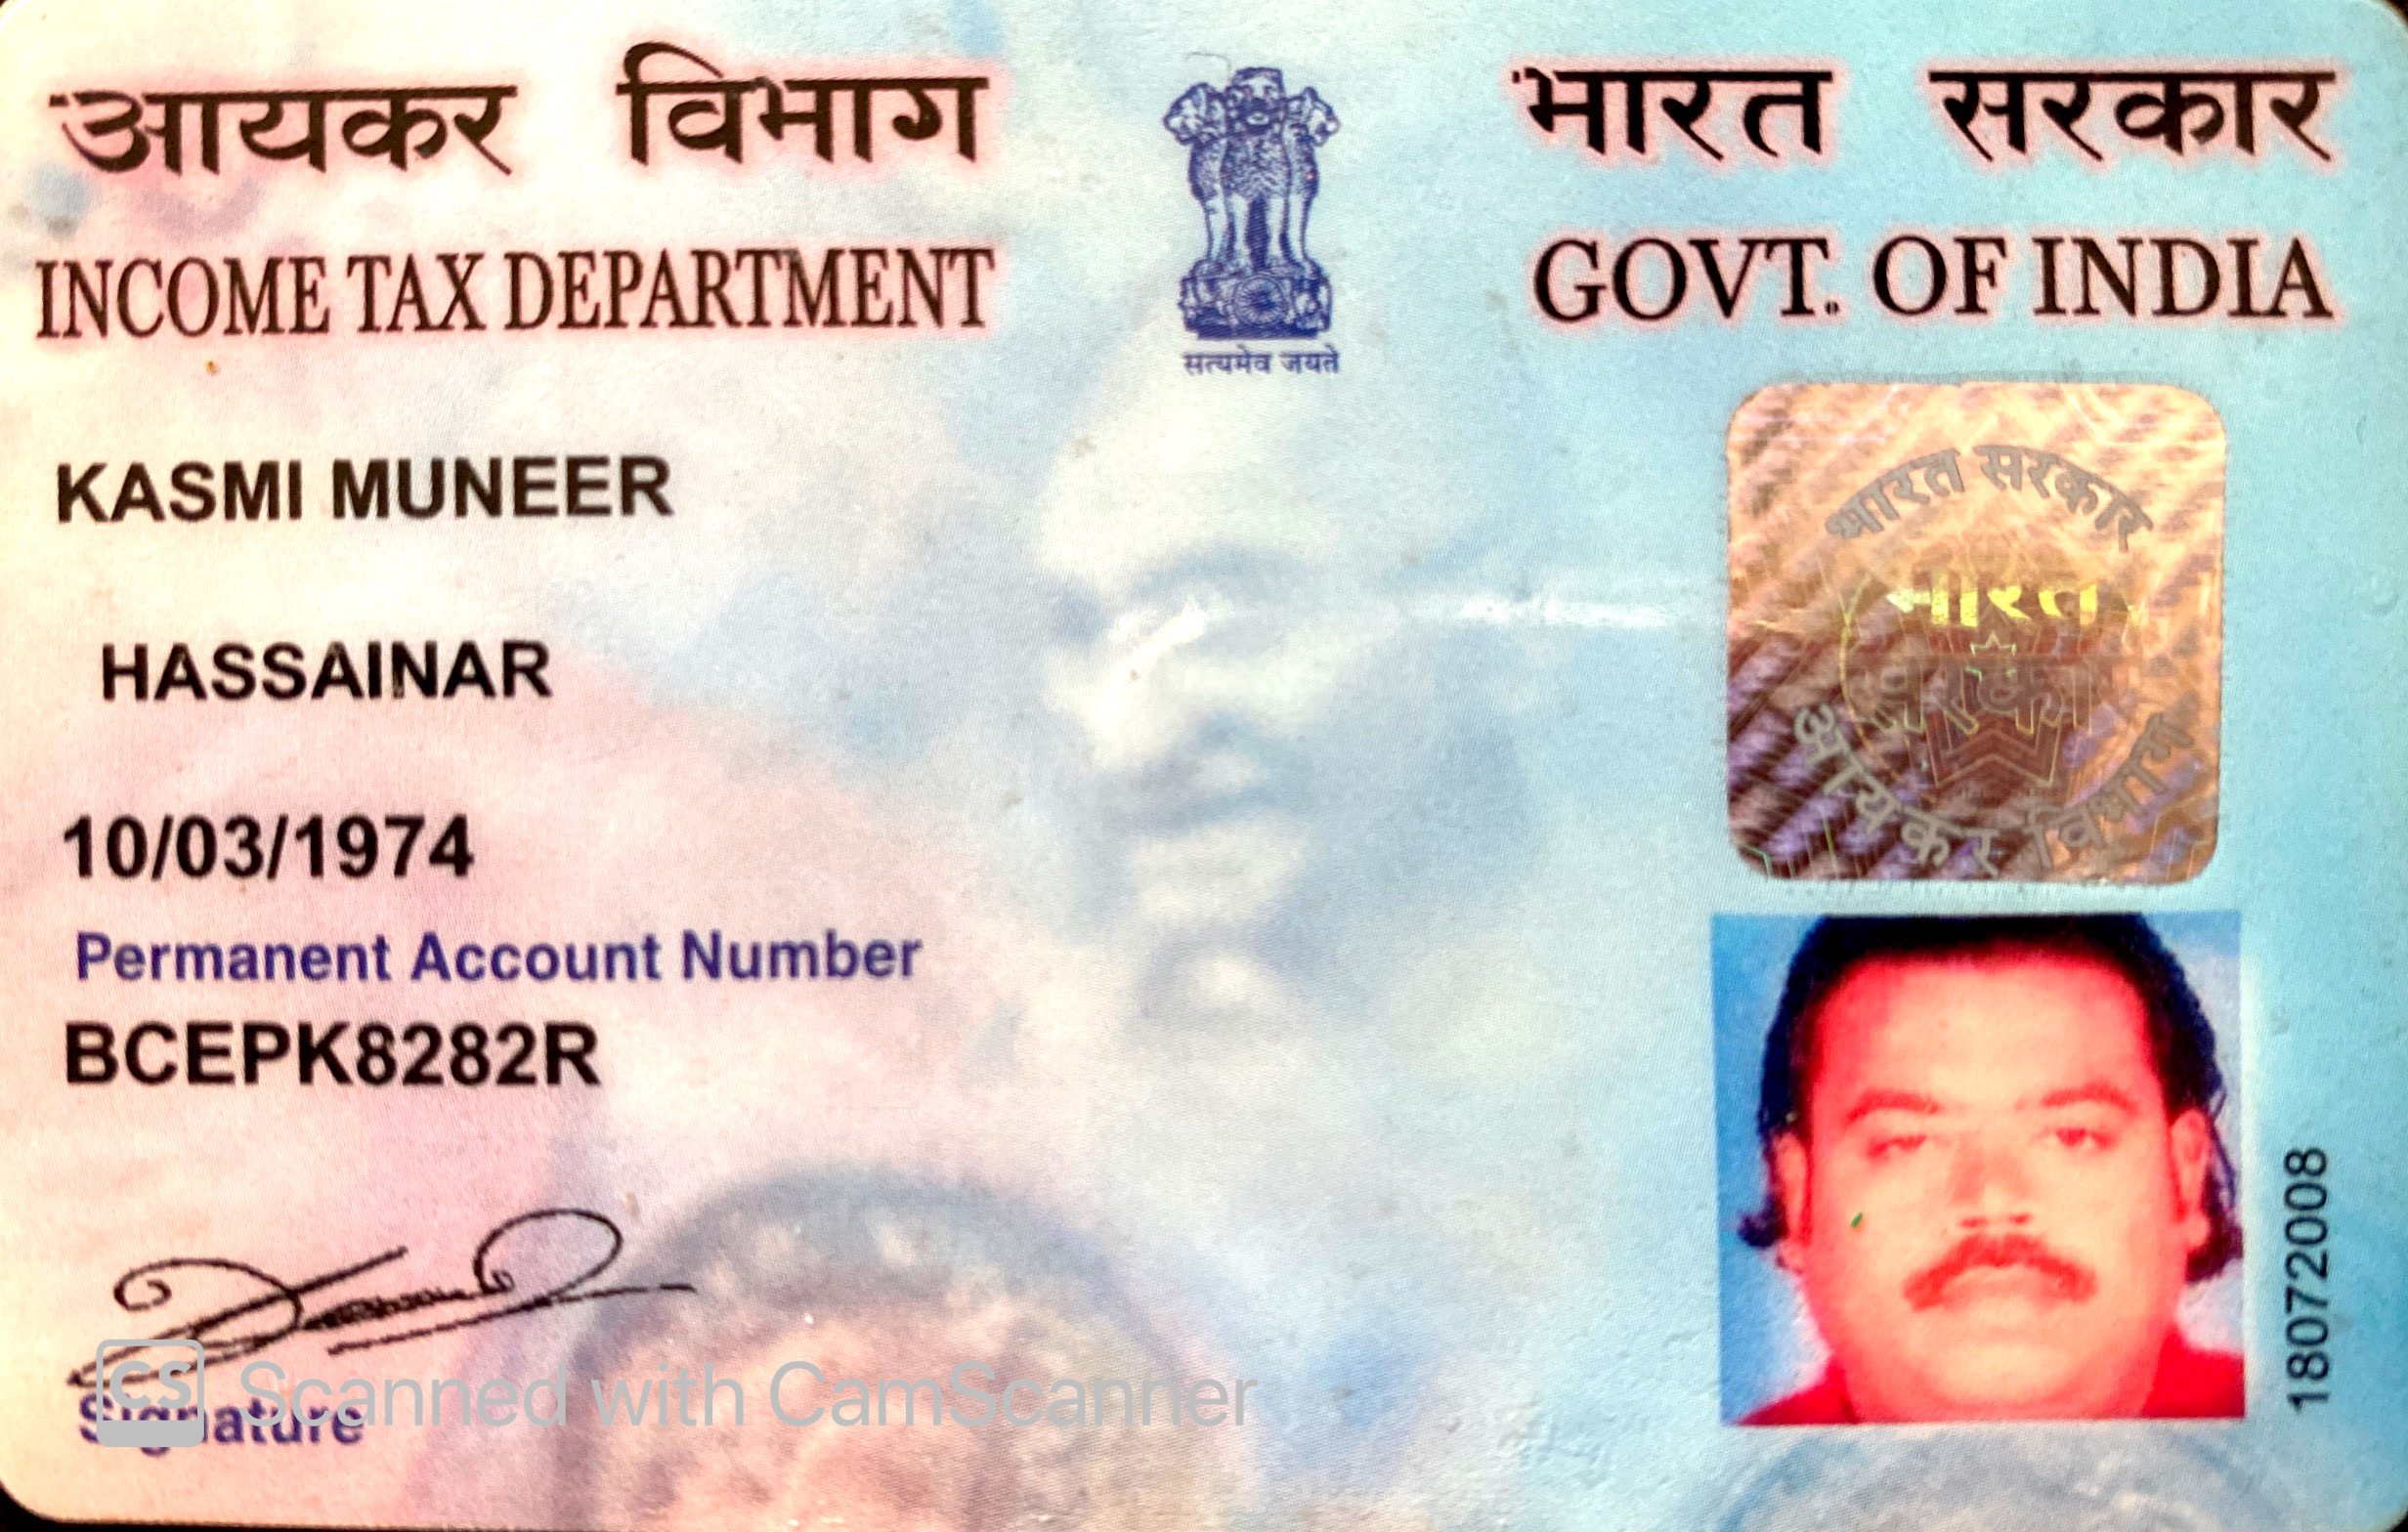 आयकर विभाग
INCOME TAX DEPARTMENT
सत्यमेव जयते
भारत सरकार
GOVT. OF INDIA
KASMI MUNEER
HASSAINAR
10/03/1974
Permanent Account Number
BCEPK8282R
Signature
भारत सरकार
भारत
आयकर विभाग
18072008
CS Scanned with CamScanner